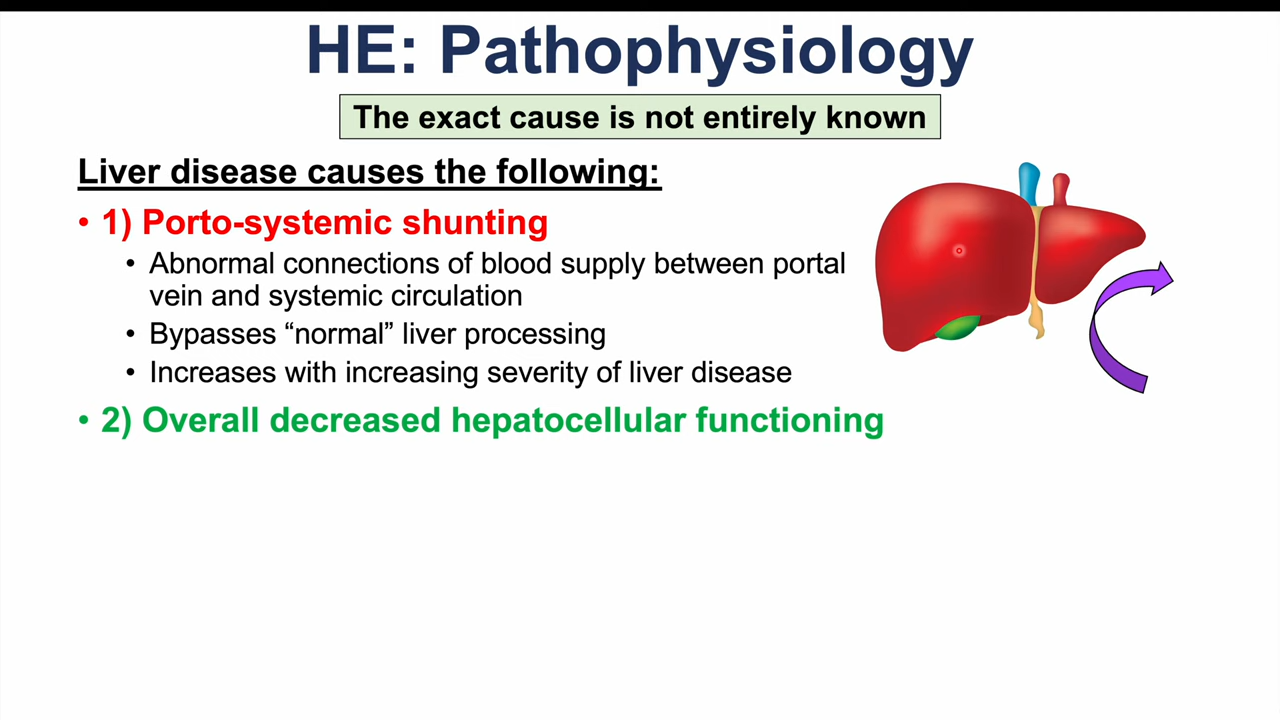 HE: Pathophysiology
The exact cause is not entirely known
Liver disease causes the following:
• 1) Porto-systemic shunting
• Abnormal connections of blood supply between portal
vein and systemic circulation
• Bypasses “normal” liver processing
• Increases with increasing severity of liver disease
• 2) Overall decreased hepatocellular functioning